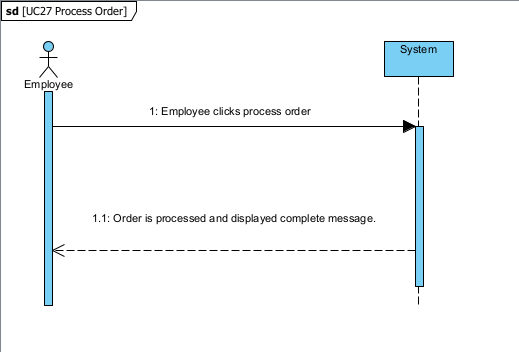 sd [UC27 Process Order]
System
Employee
1: Employee clicks process order
1.1: Order is processed and displayed complete message.